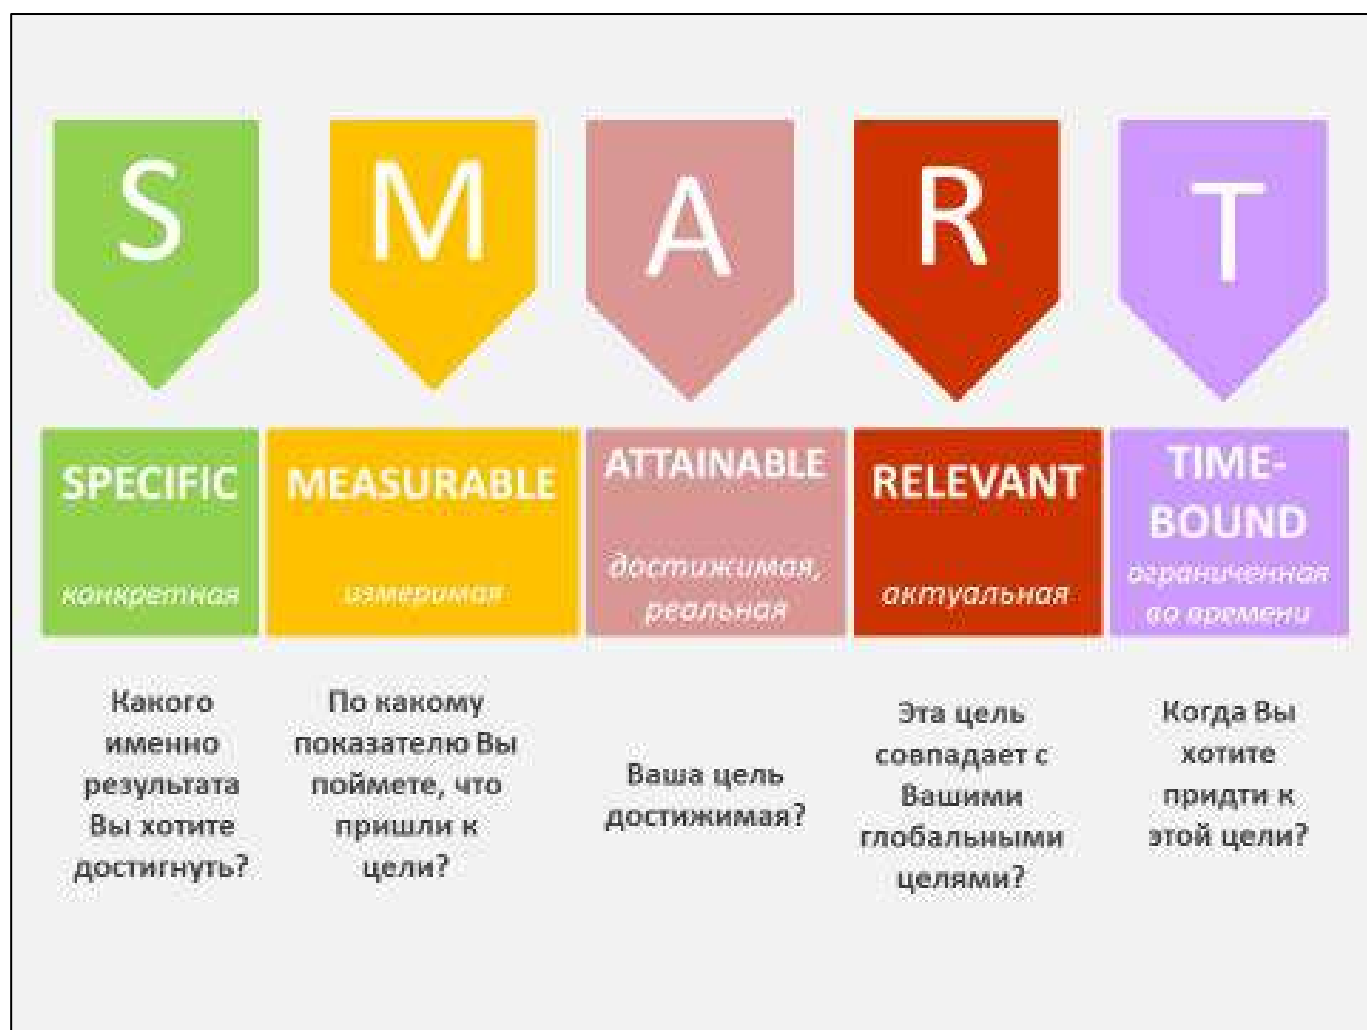 S
M
A
R
T
SPECIFIC
конкретная
MEASURABLE
измеримая
ATTAINABLE
достижимая,
реальная
RELEVANT
актуальная
TIME-
BOUND
ограниченная
во времени
Какого
именно
результата
Вы хотите
достигнуть?
По какому
показателю Вы
поймете, что
пришли к
цели?
Ваша цель
достижимая?
Эта цель
совпадает с
Вашими
глобальными
целями?
Когда Вы
хотите
придти к
этой цели?